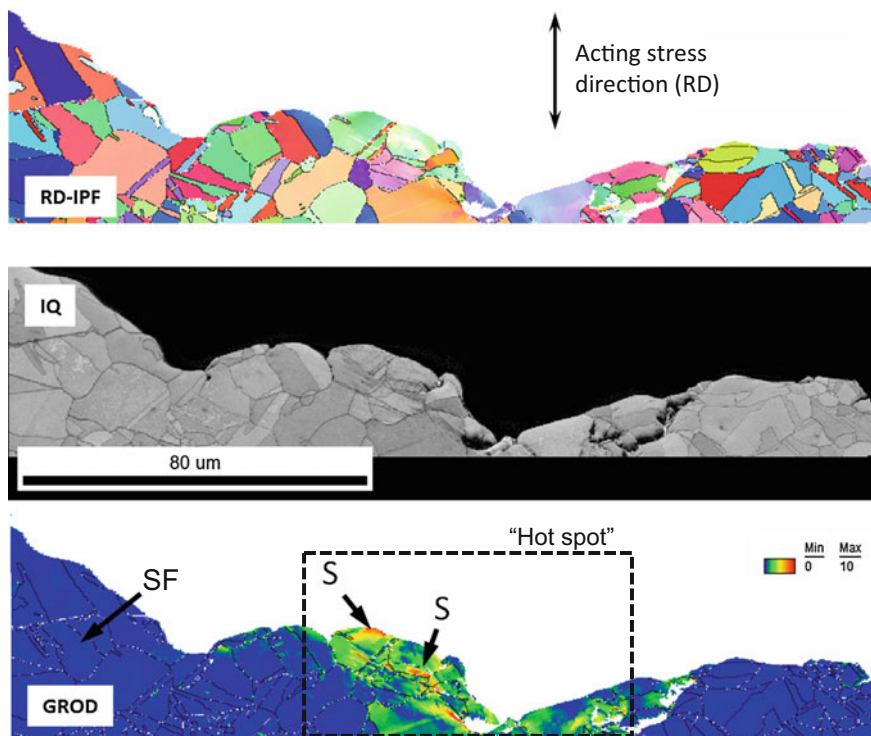 Acting stress
direction (RD)
RD-IPF
IQ
80 um
“Hot spot”
Min Max
0 10
S
SF
S
GROD